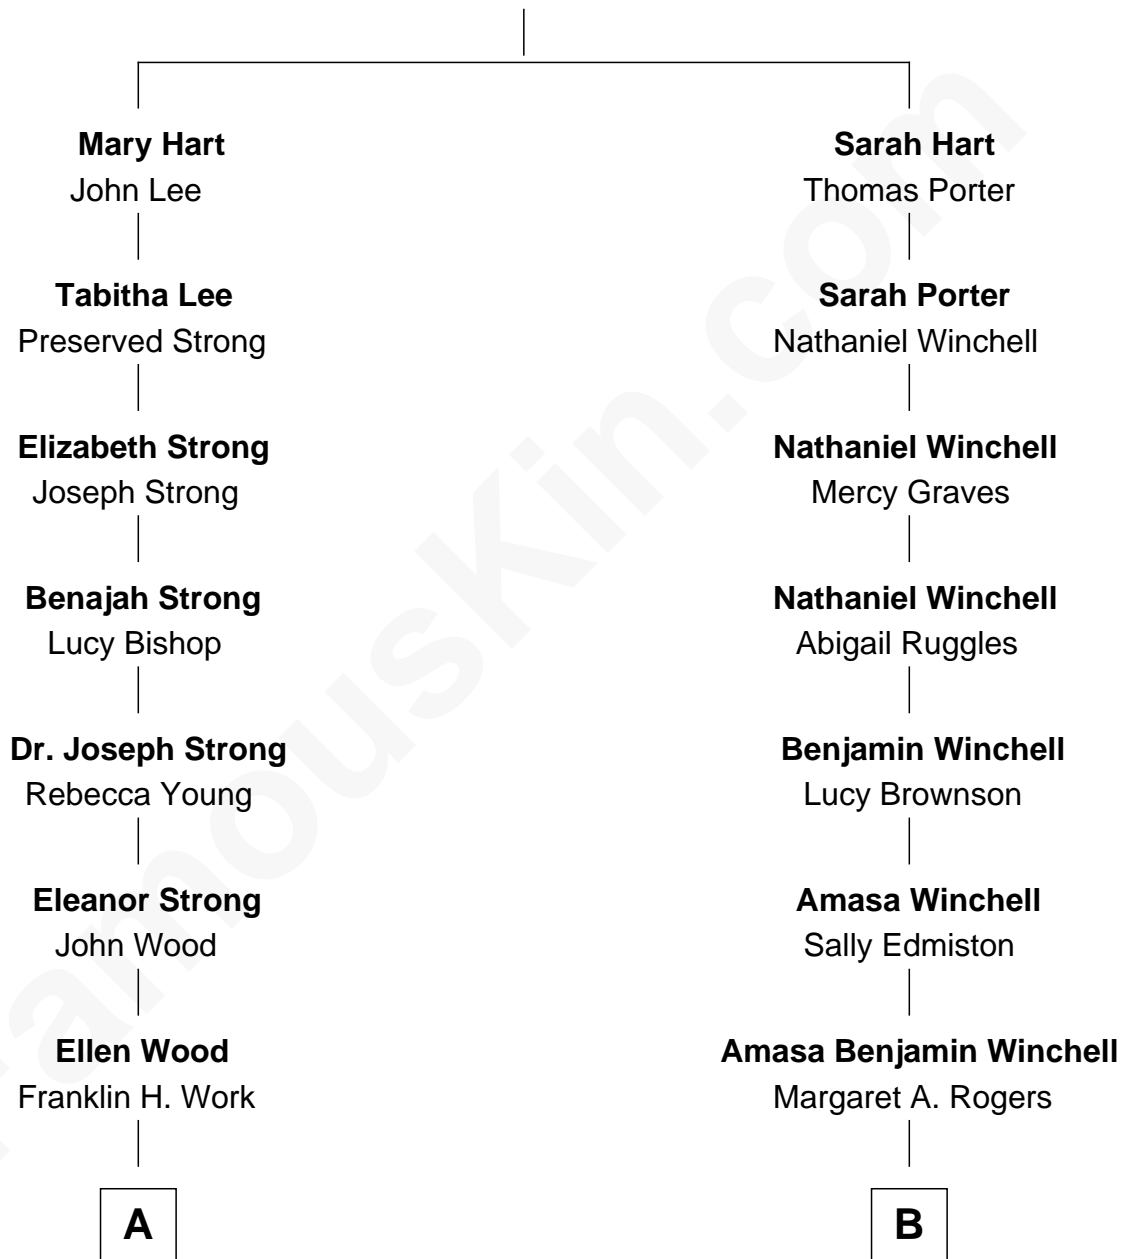 Mary Hart
John Lee
Sarah Hart
Thomas Porter
Tabitha Lee
Preserved Strong
Sarah Porter
Nathaniel Winchell
Elizabeth Strong
Joseph Strong
Nathaniel Winchell
Mercy Graves
Benajah Strong
Lucy Bishop
Nathaniel Winchell
Abigail Ruggles
Dr. Joseph Strong
Rebecca Young
Benjamin Winchell
Lucy Brownson
Eleanor Strong
John Wood
Amasa Winchell
Sally Edmiston
Ellen Wood
Franklin H. Work
Amasa Benjamin Winchell
Margaret A. Rogers
A
B
FamousKin.com